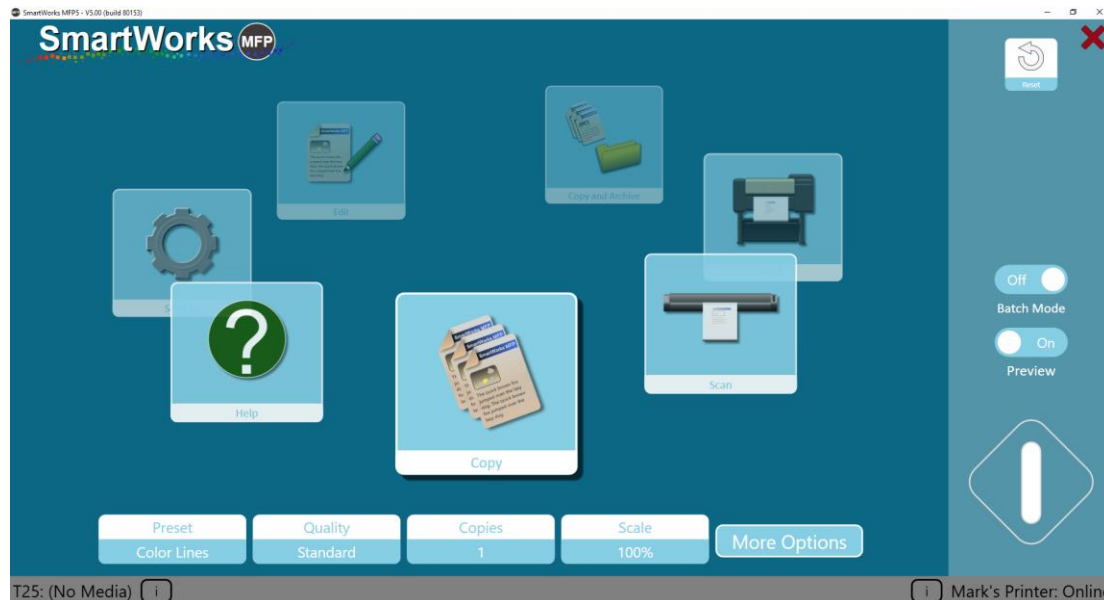 SmartWorks MFP5 - V5.00 (build 80153)
SmartWorks MFP
Reset
Edit
Copy and Archive
Help
Scan
Copy
Off
Batch Mode
On
Preview
Preset
Quality
Copies
Scale
Color Lines
Standard
1
100%
More Options
T25: (No Media) i
i Mark's Printer: Online